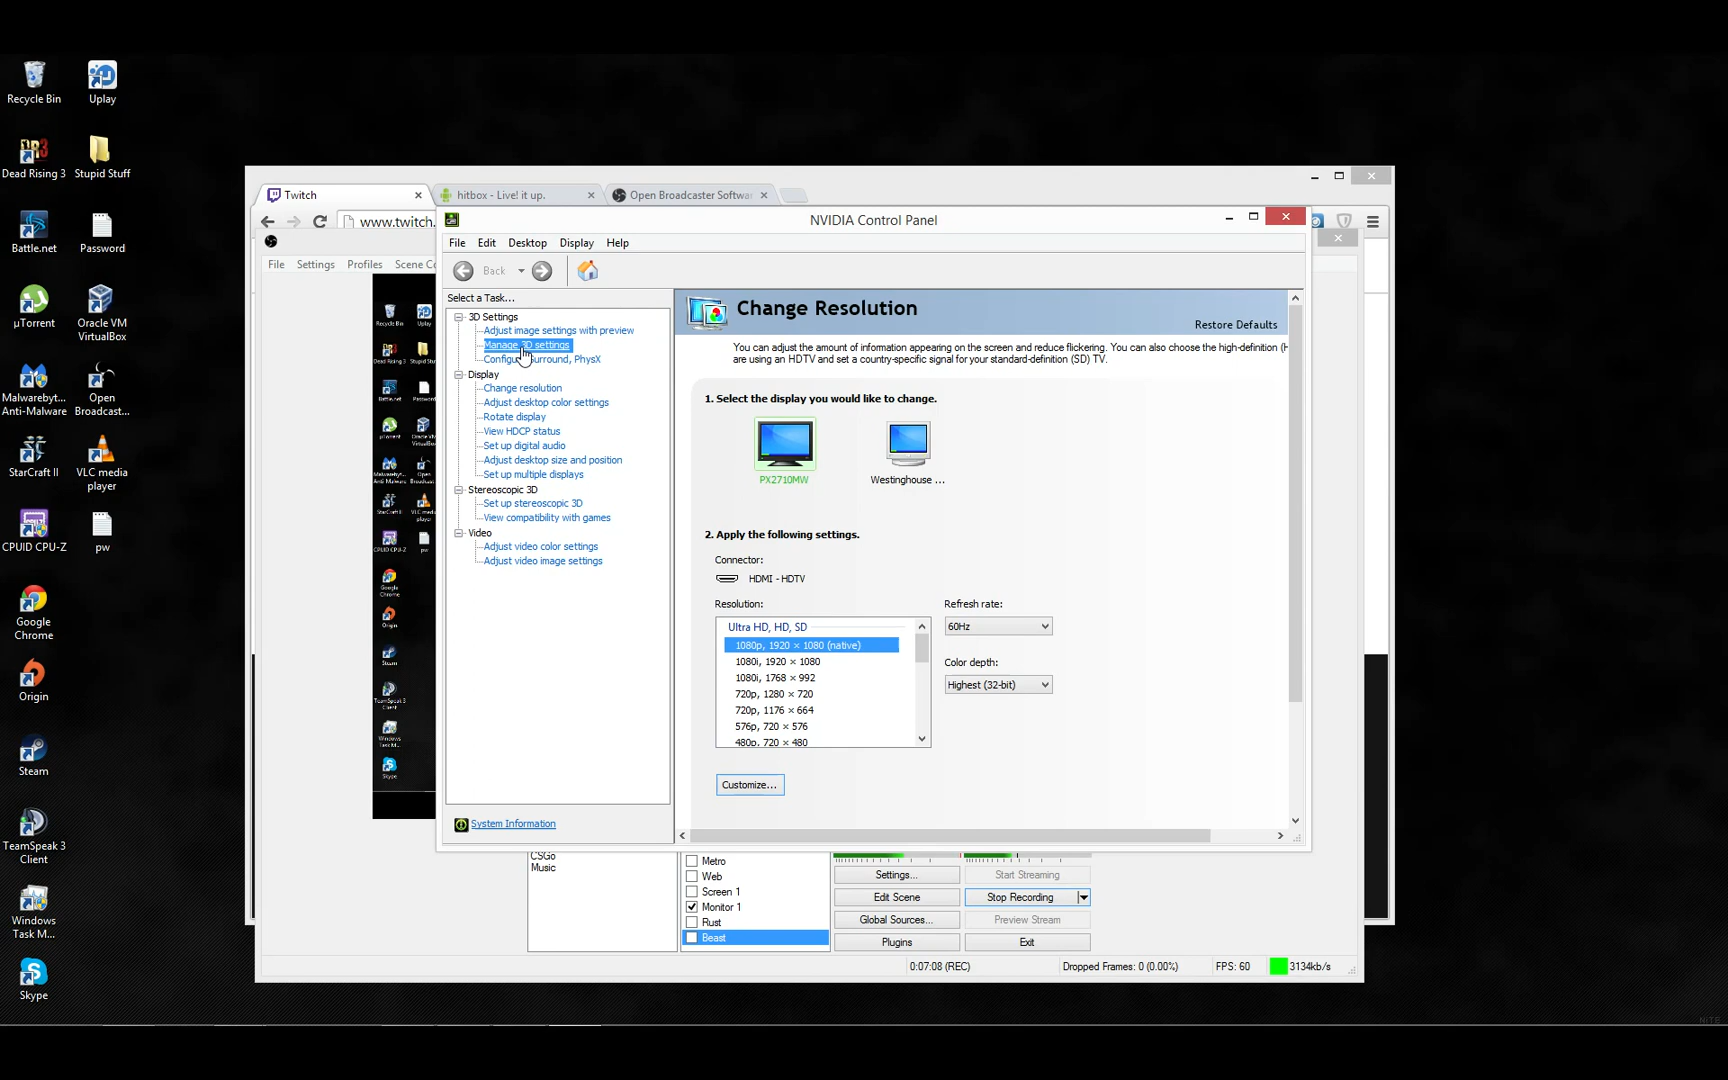 Recycle Bin
Uplay
Dead Rising 3
Stupid Stuff
Battle.net
Password
µTorrent
Oracle VM
VirtualBox
Malwarebyt...
Anti-Malware
Open
Broadcast...
StarCraft II
VLC media
player
CPUID CPU-Z
pw
Google
Chrome
Origin
Steam
TeamSpeak 3
Client
Windows
Task M...
Skype
Twitch
hitbox - Live! it up.
Open Broadcaster Softwa
www.twitch.
File Settings Profiles Scene Co
NVIDIA Control Panel
File Edit Desktop Display Help
Back
Select a Task...
3D Settings
Adjust image settings with preview
Manage 3D settings
Display
Change resolution
Adjust desktop color settings
Rotate display
View HDCP status
Set up digital audio
Adjust desktop size and position
Set up multiple displays
Stereoscopic 3D
Set up stereoscopic 3D
View compatibility with games
Video
Adjust video color settings
Adjust video image settings
System Information
Change Resolution
Restore Defaults
You can adjust the amount of information appearing on the screen and reduce flickering. You can also choose the high-definition (H
are using an HDTV and set a country-specific signal for your standard-definition (SD) TV.
1. Select the display you would like to change.
PX2710MW
Westinghouse ...
2. Apply the following settings.
Connector:
HDMI - HDTV
Resolution:
Refresh rate:
Ultra HD, HD, SD
60Hz
1080p, 1920 × 1080 (native)
1080i, 1920 × 1080
Color depth:
1080i, 1768 × 992
Highest (32-bit)
720p, 1280 × 720
720p, 1176 × 664
576p, 720 × 576
480p, 720 × 480
Customize...
CSGo
Music
Metro
Web
Screen 1
Monitor 1
Rust
Beast
Settings...
Start Streaming
Edit Scene
Stop Recording
Global Sources...
Preview Stream
Plugins
Exit
0:07:08 (REC)
Dropped Frames: 0 (0.00%)
FPS: 60
3134kb/s